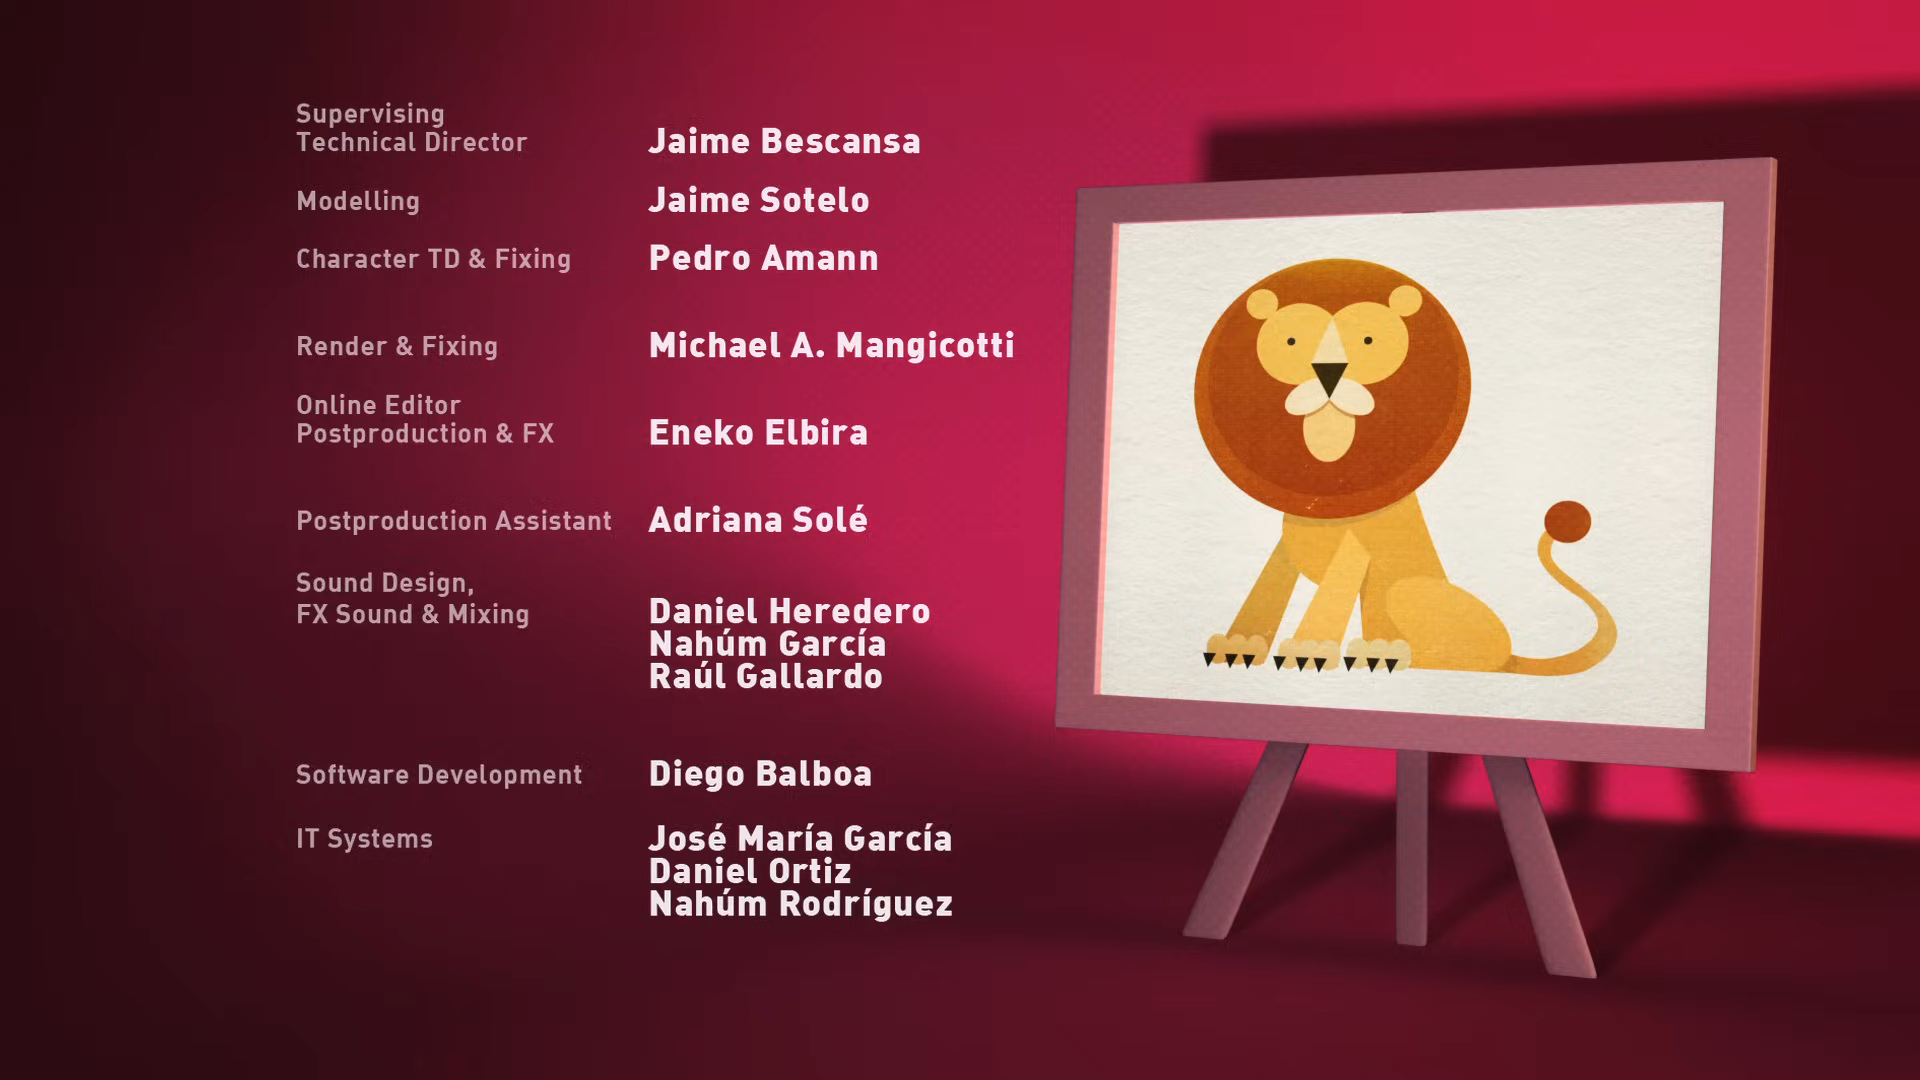 Supervising
Technical Director Jaime Bescansa
Modelling Jaime Sotelo
Character TD & Fixing Pedro Amann
Render & Fixing Michael A. Mangicotti
Online Editor
Postproduction & FX Eneko Elbira
Postproduction Assistant Adriana Solé
Sound Design,
FX Sound & Mixing Daniel Heredero
Nahúm García
Raúl Gallardo
Software Development Diego Balboa
IT Systems José María García
Daniel Ortiz
Nahúm Rodríguez